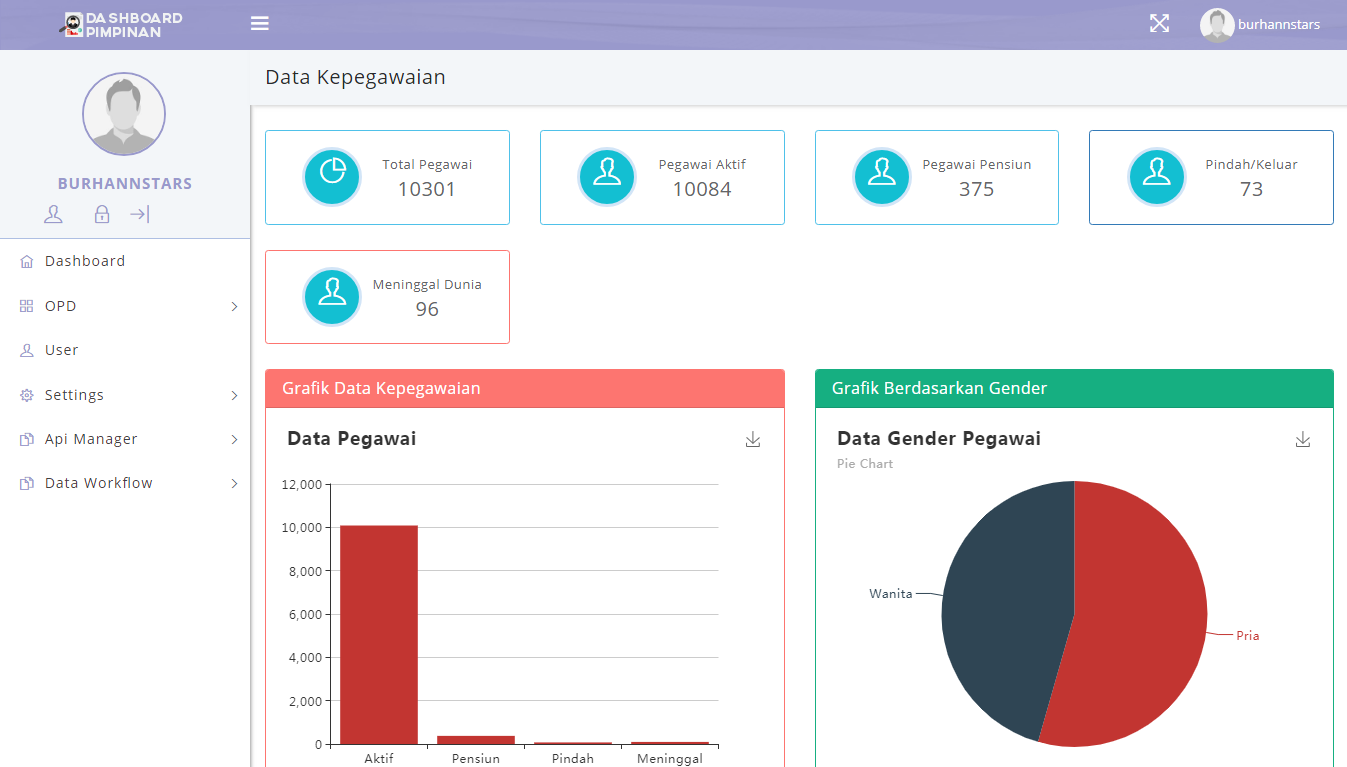 DASHBOARD
PIMPINAN
burhannstars
BURHANNSTARS
Dashboard
OPD
User
Settings
Api Manager
Data Workflow
Data Kepegawaian
Total Pegawai
10301
Pegawai Aktif
10084
Pegawai Pensiun
375
Pindah/Keluar
73
Meninggal Dunia
96
Grafik Data Kepegawaian
Data Pegawai
12,000
10,000
8,000
6,000
4,000
2,000
0
Aktif Pensiun Pindah Meninggal
Grafik Berdasarkan Gender
Data Gender Pegawai
Pie Chart
Wanita
Pria